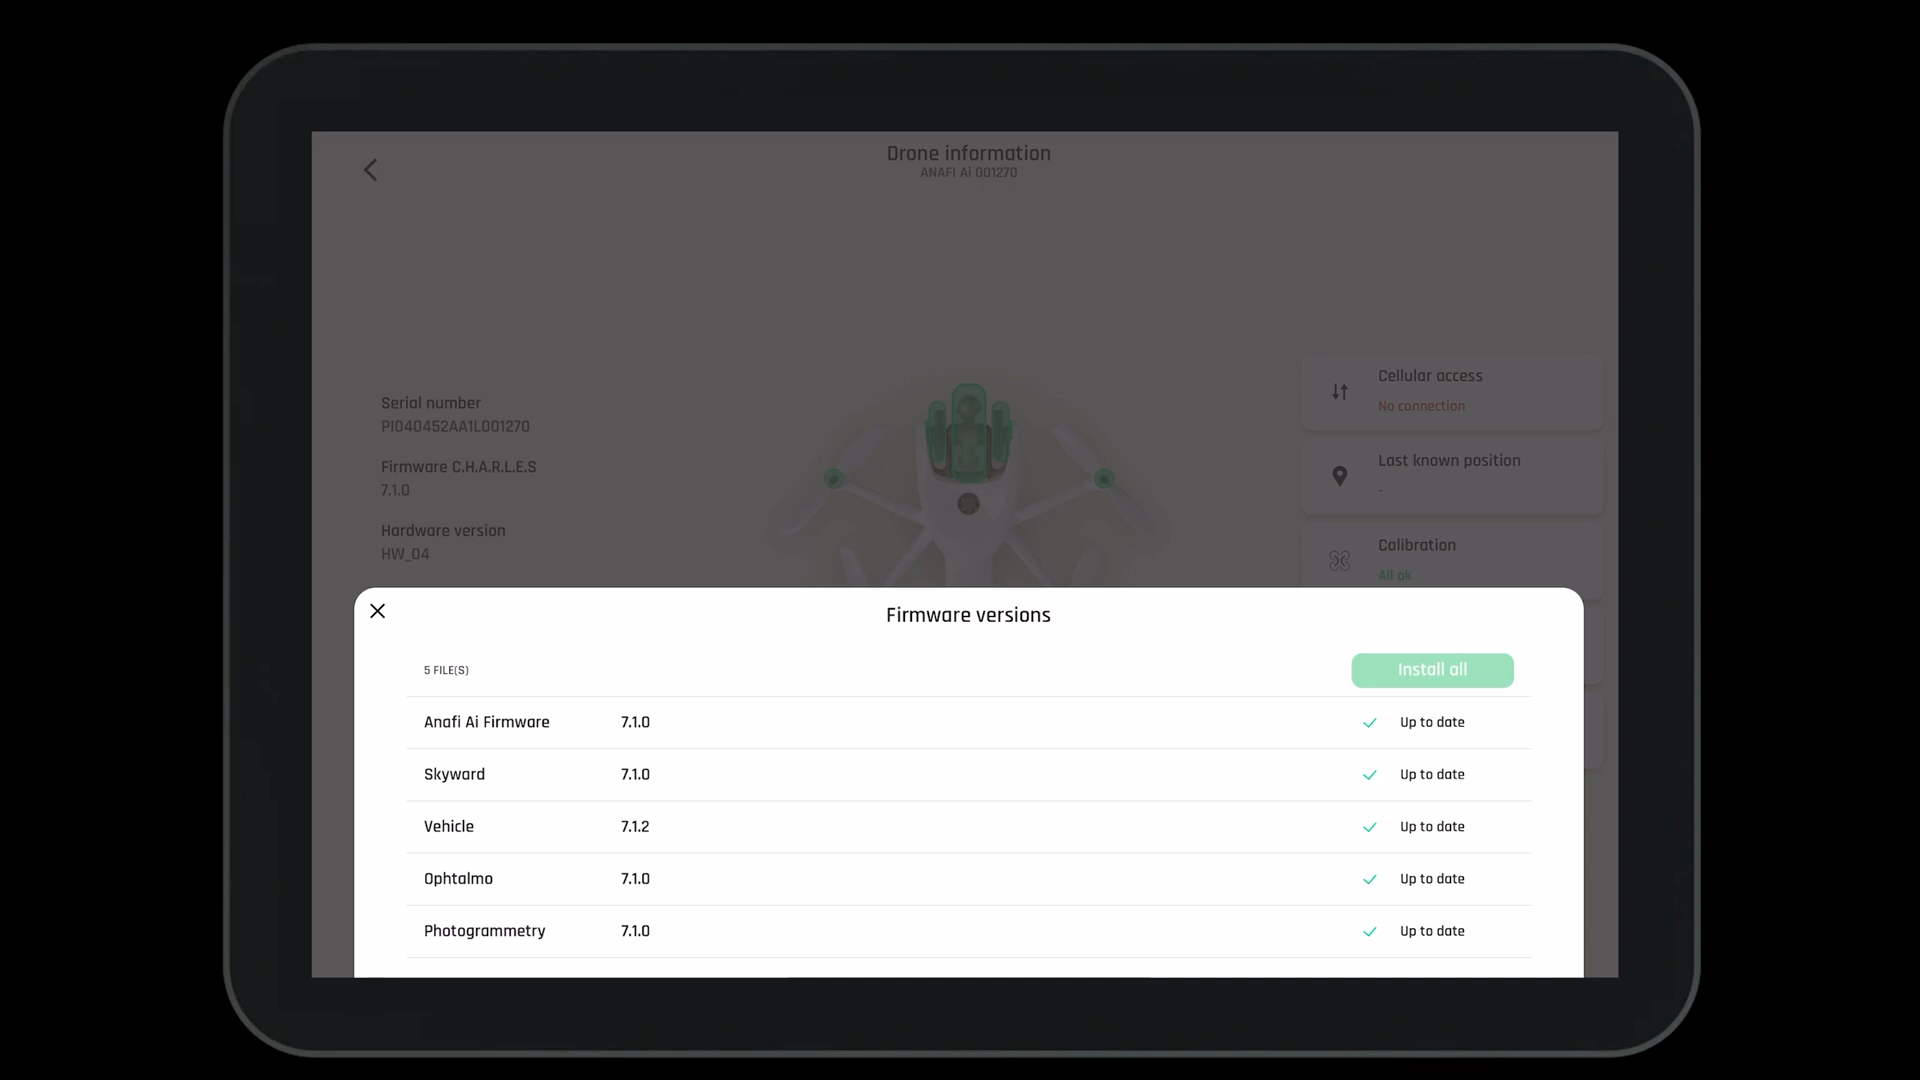 Drone information
ANAFI Ai 001270
Serial number
PI040452AA1L001270
Firmware C.H.A.R.L.E.S
7.1.0
Hardware version
HW_04
Cellular access
No connection
Last known position
-
Calibration
All ok
Firmware versions
5 FILE(S)
Install all
Anafi Ai Firmware 7.1.0 Up to date
Skyward 7.1.0 Up to date
Vehicle 7.1.2 Up to date
Ophtalmo 7.1.0 Up to date
Photogrammetry 7.1.0 Up to date